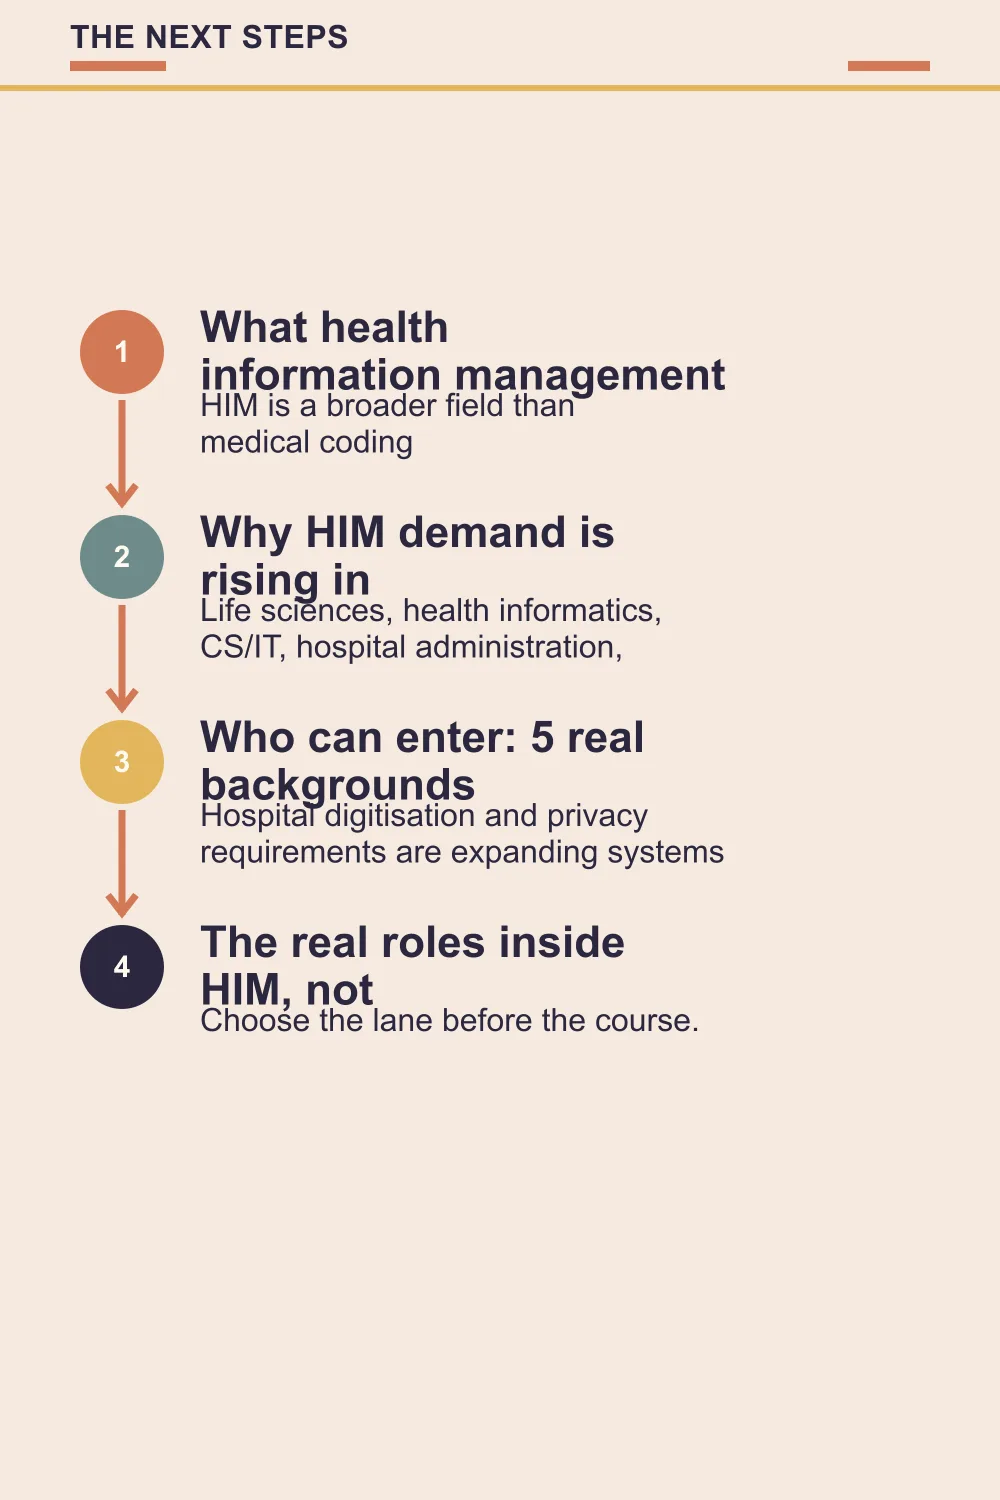 THE NEXT STEPS
1
What health
information management
HIM is a broader field than
medical coding
2
Why HIM demand is
rising in
Life sciences, health informatics,
CS/IT, hospital administration,
3
Who can enter: 5 real
backgrounds
Hospital digitisation and privacy
requirements are expanding systems
4
The real roles inside
HIM, not
Choose the lane before the course.